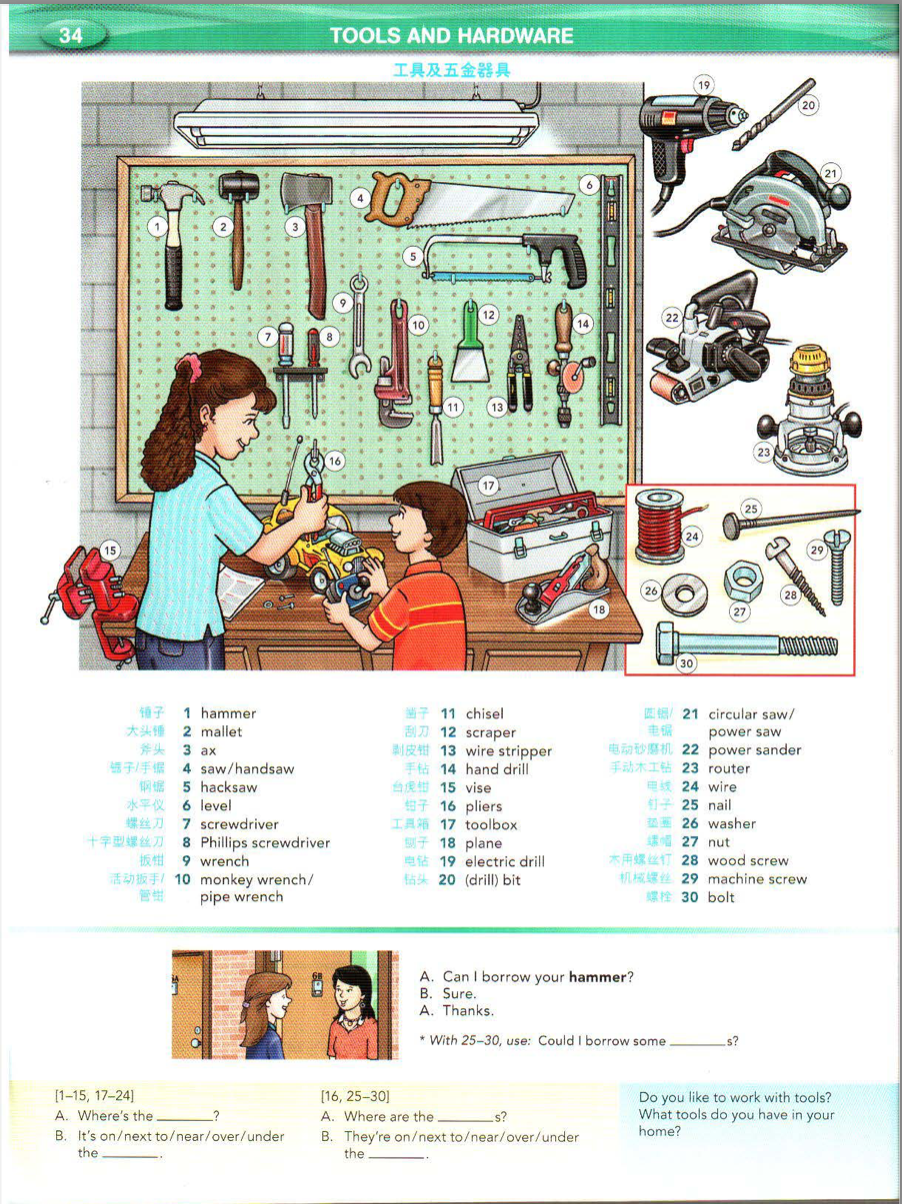 34
TOOLS AND HARDWARE
工具及五金器具
19
20
1
2
3
4
6
21
5
9
10
12
14
22
7
8
11
13
23
16
17
15
18
24
25
29
26
27
28
30
锤子 1 hammer
大头锤 2 mallet
斧头 3 ax
锯子/手锯 4 saw/handsaw
钢锯 5 hacksaw
水平仪 6 level
螺丝刀 7 screwdriver
十字型螺丝刀 8 Phillips screwdriver
扳钳 9 wrench
活动扳手/ 10 monkey wrench/
管钳 pipe wrench
凿子 11 chisel
刮刀 12 scraper
剥皮钳 13 wire stripper
手钻 14 hand drill
台虎钳 15 vise
钳子 16 pliers
工具箱 17 toolbox
刨子 18 plane
电钻 19 electric drill
钻头 20 (drill) bit
圆锯/ 21 circular saw/
电锯 power saw
电动砂磨机 22 power sander
手动木工钻 23 router
电线 24 wire
钉子 25 nail
垫圈 26 washer
螺帽 27 nut
木用螺丝钉 28 wood screw
机械螺丝 29 machine screw
螺栓 30 bolt
6B
A. Can I borrow your hammer?
B. Sure.
A. Thanks.
* With 25–30, use: Could I borrow some ______s?
[1–15, 17–24]
A. Where's the ______?
B. It's on/next to/near/over/under
the ______.
[16, 25–30]
A. Where are the ______s?
B. They're on/next to/near/over/under
the ______.
Do you like to work with tools?
What tools do you have in your
home?